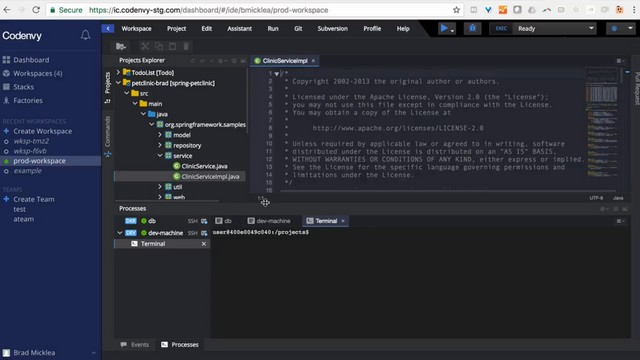 Secure
https://ic.codenvy-stg.com/dashboard/#/ide/bmicklea/prod-workspace
Codenvy
Workspace Project Edit Assistant Run Git Subversion Profile Help
EXEC
Dashboard
Workspaces (4)
Stacks
Factories
RECENT WORKSPACES
Create Workspace
wksp-tmz2
wksp-f6vb
prod-workspace
example
TEAMS
Create Team
test
ateam
Brad Micklea
Projects
Commands
Projects Explorer
TodoList [Todo]
petclinic-brad [spring-petclinic]
src
main
java
org.springframework.samples
model
repository
service
ClinicService.java
ClinicServiceImpl.java
util
web
ClinicServiceImpl
1 /*
2 * Copyright 2002-2013 the original author or authors.
3 *
4 * Licensed under the Apache License, Version 2.0 (the "License");
5 * you may not use this file except in compliance with the License.
6 * You may obtain a copy of the License at
7 *
8 * http://www.apache.org/licenses/LICENSE-2.0
9 *
10 * Unless required by applicable law or agreed to in writing, software
11 * distributed under the License is distributed on an "AS IS" BASIS,
12 * WITHOUT WARRANTIES OR CONDITIONS OF ANY KIND, either express or implied.
13 * See the License for the specific language governing permissions and
14 * limitations under the License.
15 */
16
1:1
UTF-8 Java
Pull Request
Processes
DEV db SSH
DEV dev-machine SSH
Terminal
db dev-machine Terminal
user@400e0049c040:/projects$
Events Processes